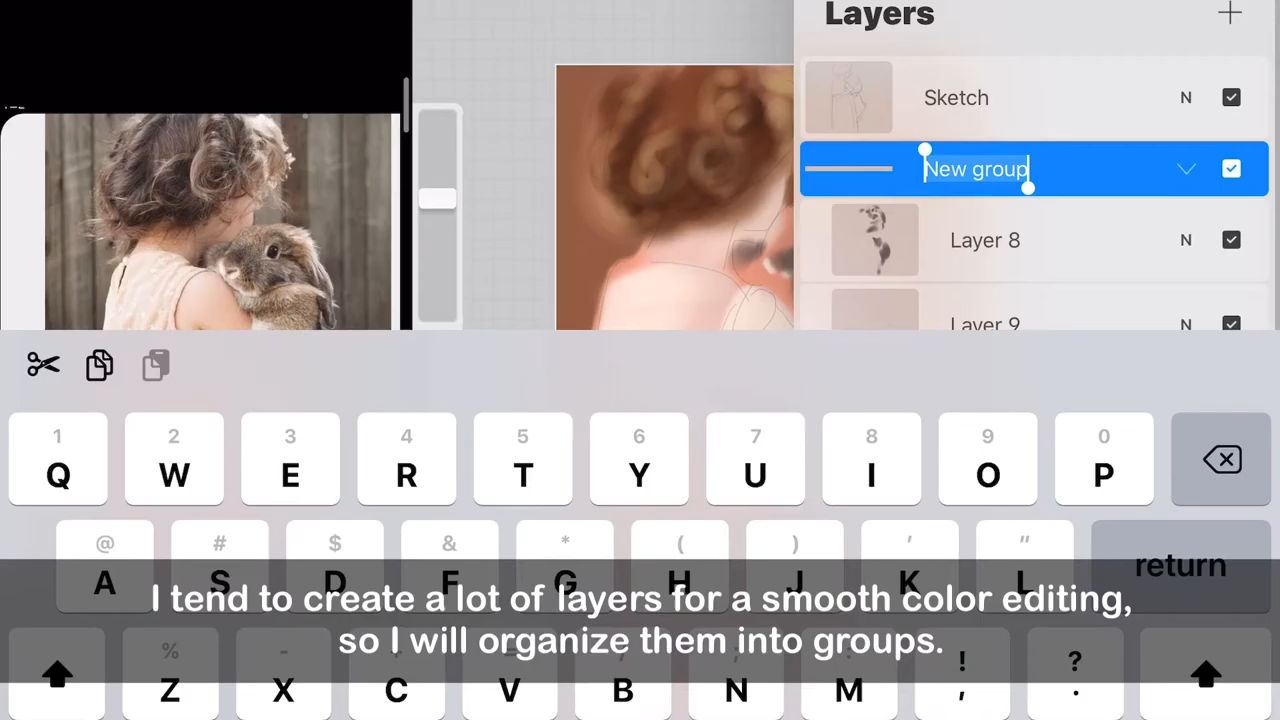 Layers
Sketch N
New group
Layer 8 N
Layer 9 N
1 2 3 4 5 6 7 8 9 0
Q W E R T Y U I O P
@ # $ & * ( ) ' "
A S D F G H J K L return
I tend to create a lot of layers for a smooth color editing,
so I will organize them into groups.
% - + = / ; : ! ?
Z X C V B N M , .